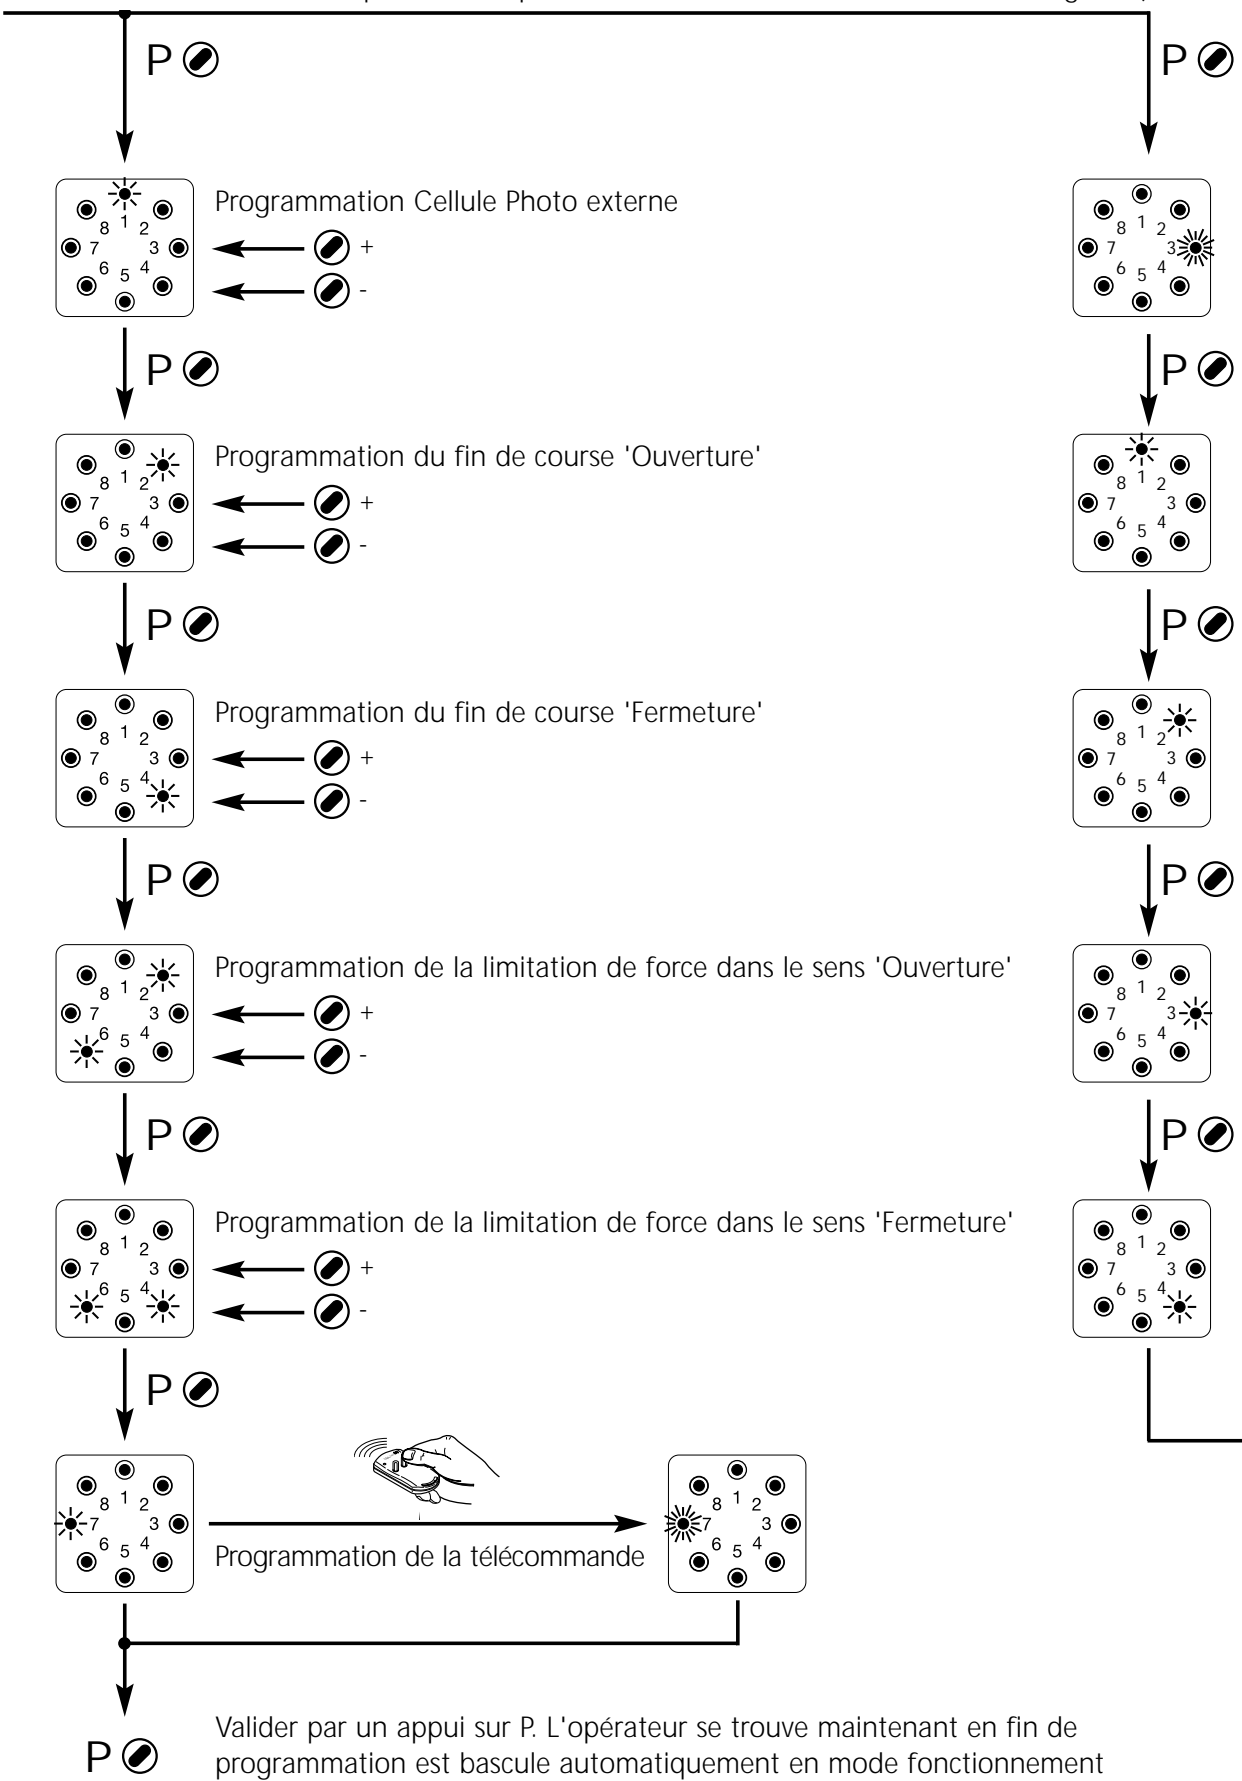 P
P
8 1 2
7 3
6 5 4
Programmation Cellule Photo externe
+
-
8 1 2
7 3
6 5 4
P
P
8 1 2
7 3
6 5 4
Programmation du fin de course 'Ouverture'
+
-
8 1 2
7 3
6 5 4
P
P
8 1 2
7 3
6 5 4
Programmation du fin de course 'Fermeture'
+
-
8 1 2
7 3
6 5 4
P
P
8 1 2
7 3
6 5 4
Programmation de la limitation de force dans le sens 'Ouverture'
+
-
8 1 2
7 3
6 5 4
P
P
8 1 2
7 3
6 5 4
Programmation de la limitation de force dans le sens 'Fermeture'
+
-
8 1 2
7 3
6 5 4
P
8 1 2
7 3
6 5 4
Programmation de la télécommande
8 1 2
7 3
6 5 4
P
Valider par un appui sur P. L'opérateur se trouve maintenant en fin de
programmation est bascule automatiquement en mode fonctionnement